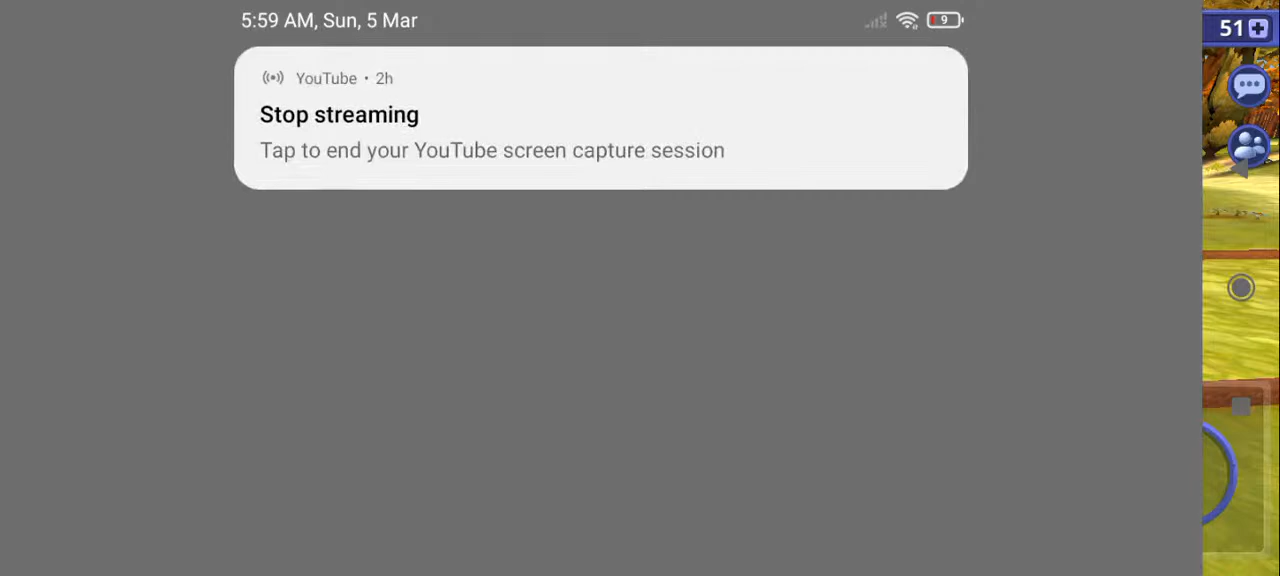 5:59 AM, Sun, 5 Mar
9
51
YouTube • 2h
Stop streaming
Tap to end your YouTube screen capture session